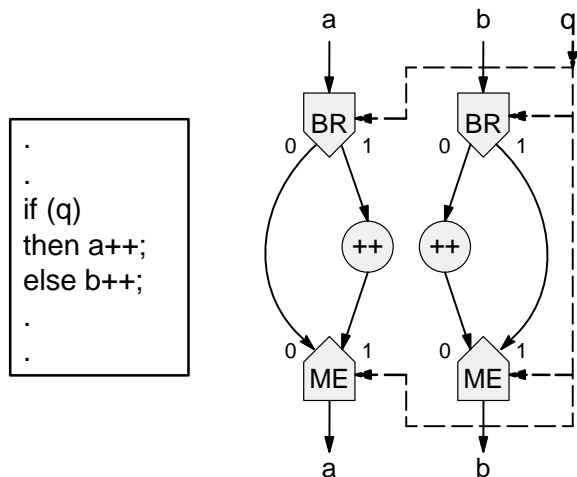 a b q
BR BR
0 1 0 1
.
.
if (q)
then a++;
else b++;
.
.
++ ++
0 1 0 1
ME ME
a b